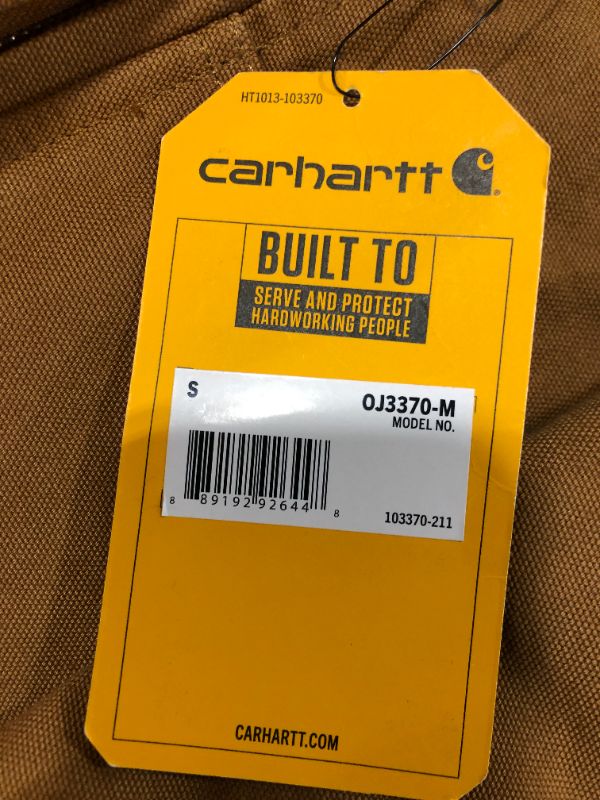 HT1013-103370
carhartt
BUILT TO
SERVE AND PROTECT
HARDWORKING PEOPLE
S
OJ3370-M
MODEL NO.
8 89192 92644 8
103370-211
CARHARTT.COM